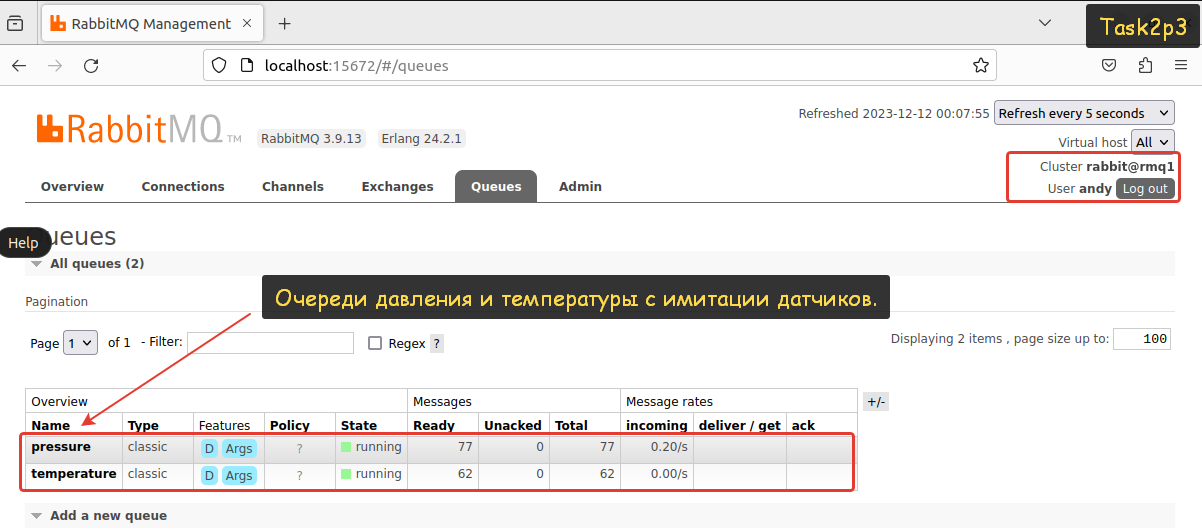 RabbitMQ Management
Task2p3
localhost:15672/#/queues
Refreshed 2023-12-12 00:07:55 Refresh every 5 seconds
RabbitMQ TM RabbitMQ 3.9.13 Erlang 24.2.1
Virtual host All
Cluster rabbit@rmq1
User andy Log out
Overview Connections Channels Exchanges Queues Admin
ueues
Help
All queues (2)
Очереди давления и температуры с имитации датчиков.
Pagination
Page 1 of 1 - Filter: Regex ? Displaying 2 items , page size up to: 100
Overview Messages Message rates +/-
Name Type Features Policy State Ready Unacked Total incoming deliver / get ack
pressure classic D Args ? running 77 0 77 0.20/s
temperature classic D Args ? running 62 0 62 0.00/s
Add a new queue